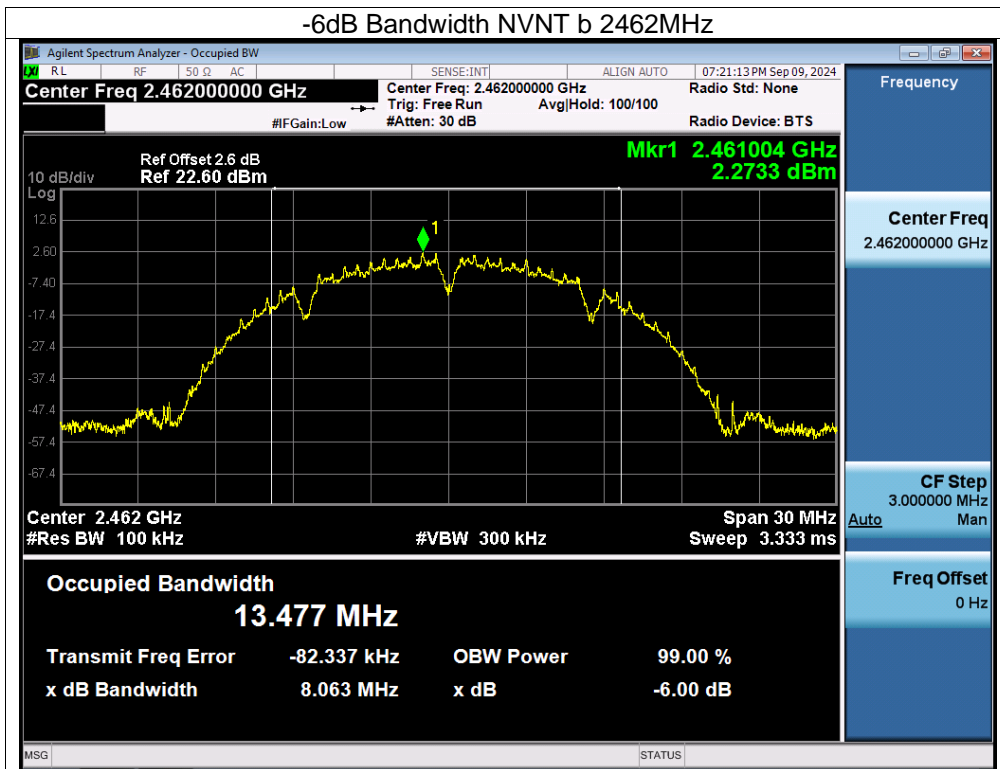 -6dB Bandwidth NVNT b 2462MHz
Agilent Spectrum Analyzer - Occupied BW
LXI RL RF 50 Ω AC SENSE:INT ALIGN AUTO 07:21:13 PM Sep 09, 2024
Center Freq 2.462000000 GHz
Center Freq: 2.462000000 GHz Radio Std: None
Trig: Free Run Avg|Hold: 100/100
#IFGain:Low #Atten: 30 dB Radio Device: BTS
Frequency
Mkr1 2.461004 GHz
2.2733 dBm
Ref Offset 2.6 dB
10 dB/div Ref 22.60 dBm
Log
12.6
2.60
-7.40
-17.4
-27.4
-37.4
-47.4
-57.4
-67.4
1
Center 2.462 GHz Span 30 MHz
#Res BW 100 kHz #VBW 300 kHz Sweep 3.333 ms
Center Freq
2.462000000 GHz
CF Step
3.000000 MHz
Auto Man
Freq Offset
0 Hz
Occupied Bandwidth
13.477 MHz
Transmit Freq Error -82.337 kHz OBW Power 99.00 %
x dB Bandwidth 8.063 MHz x dB -6.00 dB
MSG STATUS